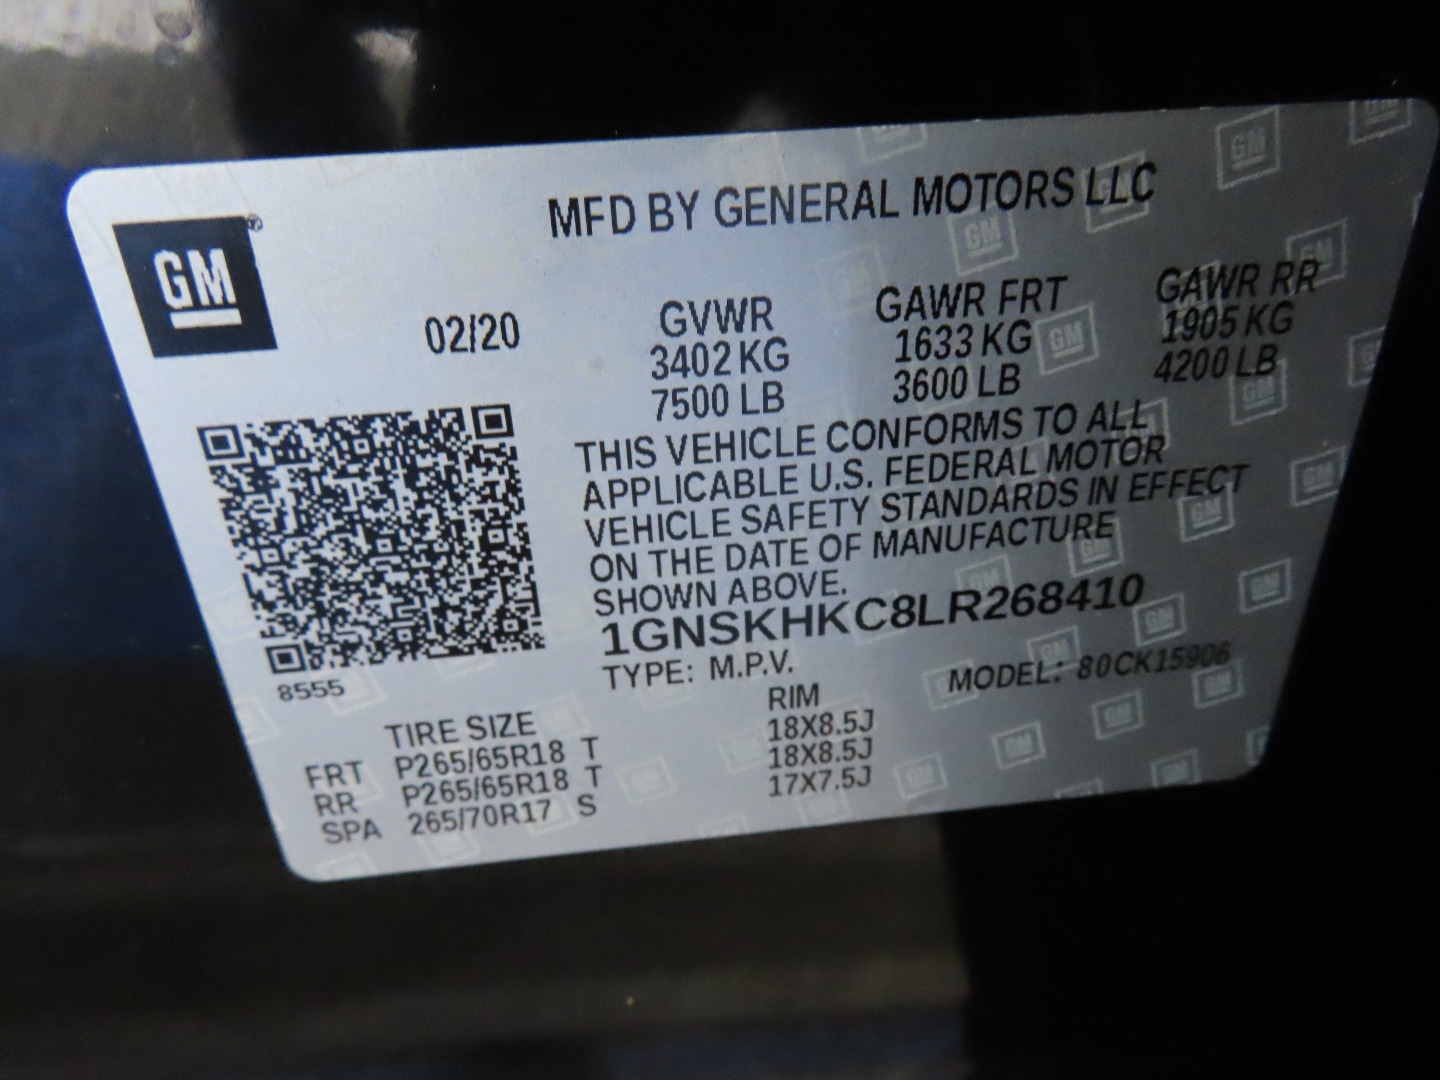 GM®
MFD BY GENERAL MOTORS LLC
02/20
GVWR
3402 KG
7500 LB
GAWR FRT
1633 KG
3600 LB
GAWR RR
1905 KG
4200 LB
THIS VEHICLE CONFORMS TO ALL
APPLICABLE U.S. FEDERAL MOTOR
VEHICLE SAFETY STANDARDS IN EFFECT
ON THE DATE OF MANUFACTURE
SHOWN ABOVE.
1GNSKHKC8LR268410
TYPE: M.P.V.
MODEL: 80CK15906
8555
TIRE SIZE RIM
FRT P265/65R18 T 18X8.5J
RR P265/65R18 T 18X8.5J
SPA 265/70R17 S 17X7.5J